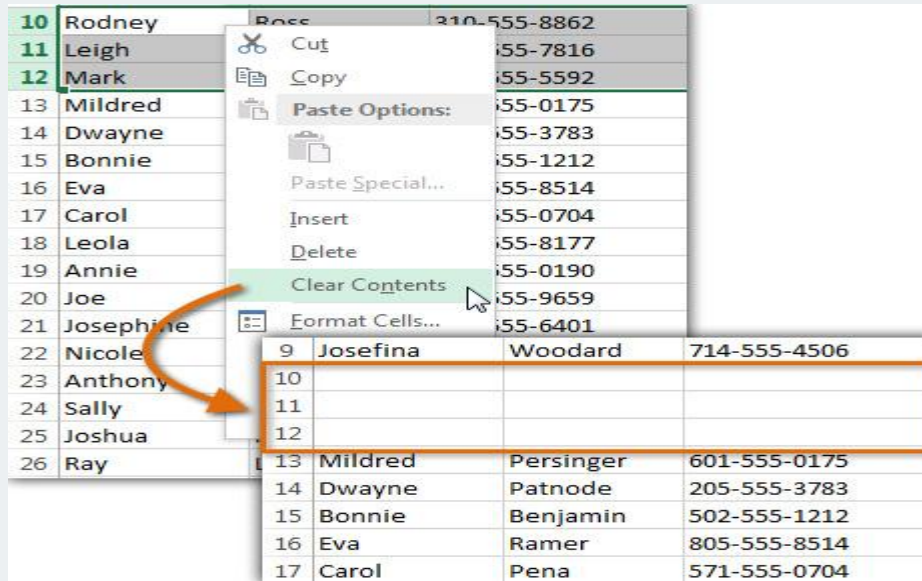 10 Rodney Ross 310-555-8862
Cut
11 Leigh 555-7816
12 Mark Copy 555-5592
13 Mildred Paste Options: 555-0175
14 Dwayne 555-3783
15 Bonnie 555-1212
16 Eva Paste Special... 555-8514
17 Carol Insert 555-0704
18 Leola Delete 555-8177
19 Annie Clear Contents 555-0190
20 Joe 555-9659
21 Josephine Format Cells... 555-6401
22 Nicole
23 Anthony
24 Sally
25 Joshua
26 Ray
9 Josefina Woodard 714-555-4506
10
11
12
13 Mildred Persinger 601-555-0175
14 Dwayne Patnode 205-555-3783
15 Bonnie Benjamin 502-555-1212
16 Eva Ramer 805-555-8514
17 Carol Pena 571-555-0704